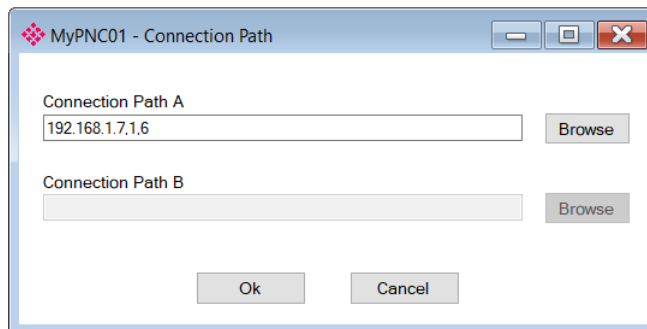 MyPNC01 - Connection Path
Connection Path A
192.168.1.7,1,6
Browse
Connection Path B
Browse
Ok
Cancel